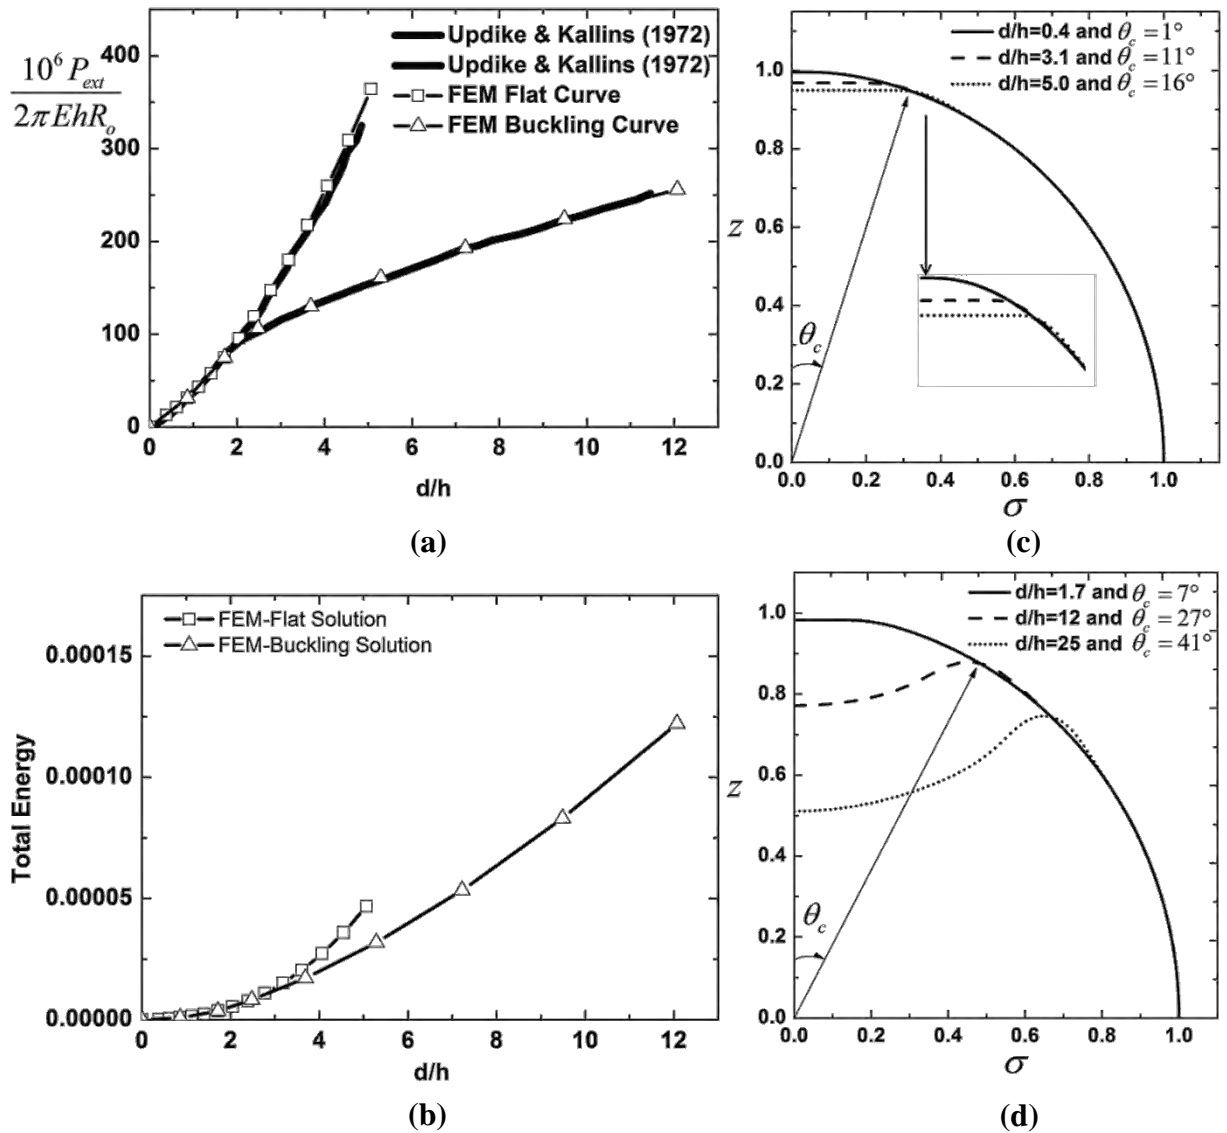 10⁶ P_ext / 2πEhR_o
Updike & Kallins (1972)
Updike & Kallins (1972)
FEM Flat Curve
FEM Buckling Curve
400
300
200
100
0
0 2 4 6 8 10 12
d/h
(a)
d/h=0.4 and θ_c = 1°
d/h=3.1 and θ_c = 11°
d/h=5.0 and θ_c = 16°
1.0
0.8
0.6
z
0.4
θ_c
0.2
0.0
0.0 0.2 0.4 0.6 0.8 1.0
σ
(c)
FEM-Flat Solution
FEM-Buckling Solution
Total Energy
0.00015
0.00010
0.00005
0.00000
0 2 4 6 8 10 12
d/h
(b)
d/h=1.7 and θ_c = 7°
d/h=12 and θ_c = 27°
d/h=25 and θ_c = 41°
1.0
0.8
0.6
z
0.4
θ_c
0.2
0.0
0.0 0.2 0.4 0.6 0.8 1.0
σ
(d)